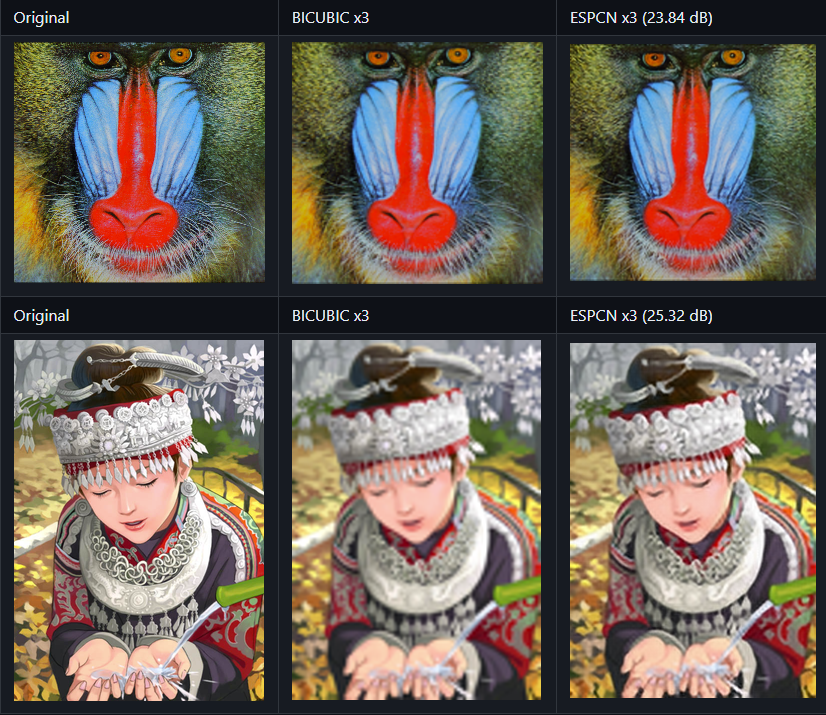 Original
BICUBIC x3
ESPCN x3 (23.84 dB)
Original
BICUBIC x3
ESPCN x3 (25.32 dB)